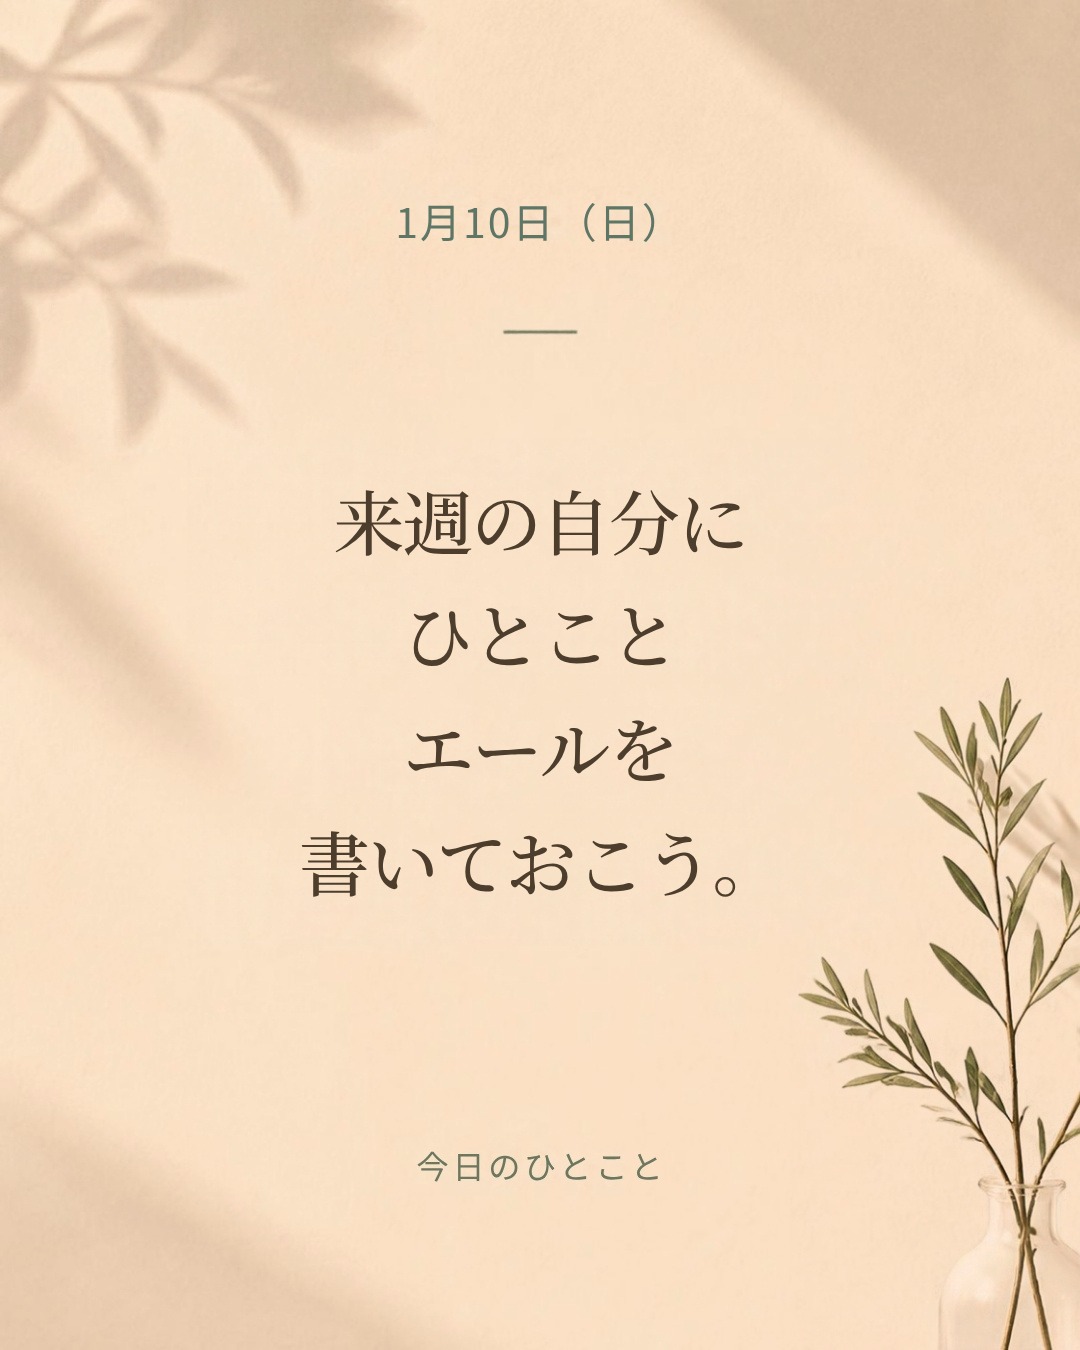 1月10日（日）
来週の自分に
ひとこと
エールを
書いておこう。
今日のひとこと